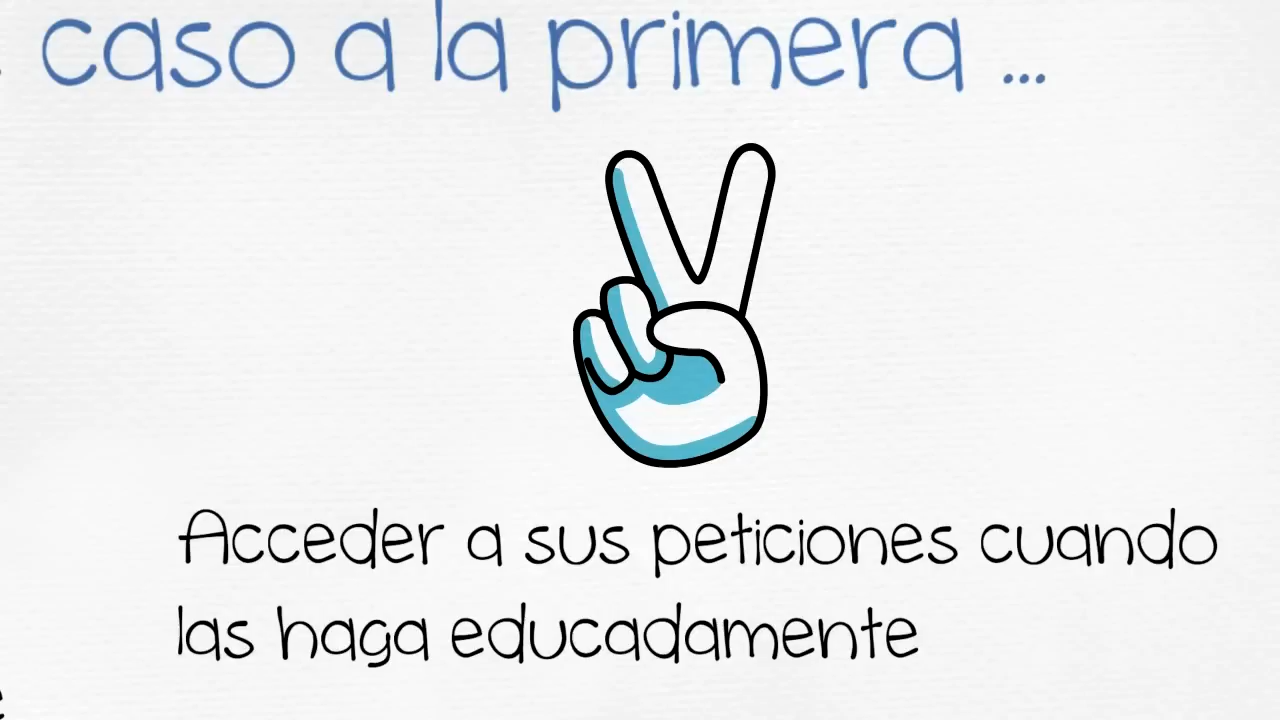 caso a la primera ...
Acceder a sus peticiones cuando
las haga educadamente